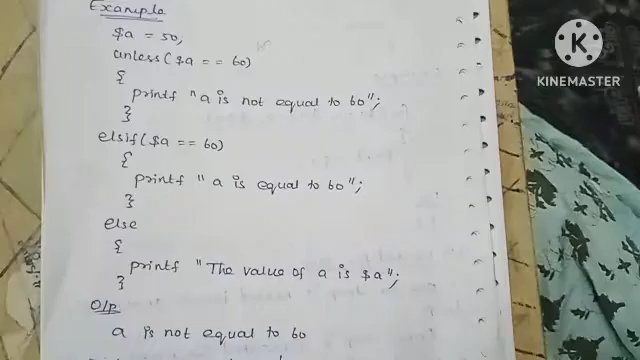 Example
$a = 50;
unless($a == 60)
{
printf "a is not equal to 60";
}
elsif($a == 60)
{
printf "a is equal to 60";
}
else
{
printf "The value of a is $a";
}
O/p
a is not equal to 60
KINEMASTER